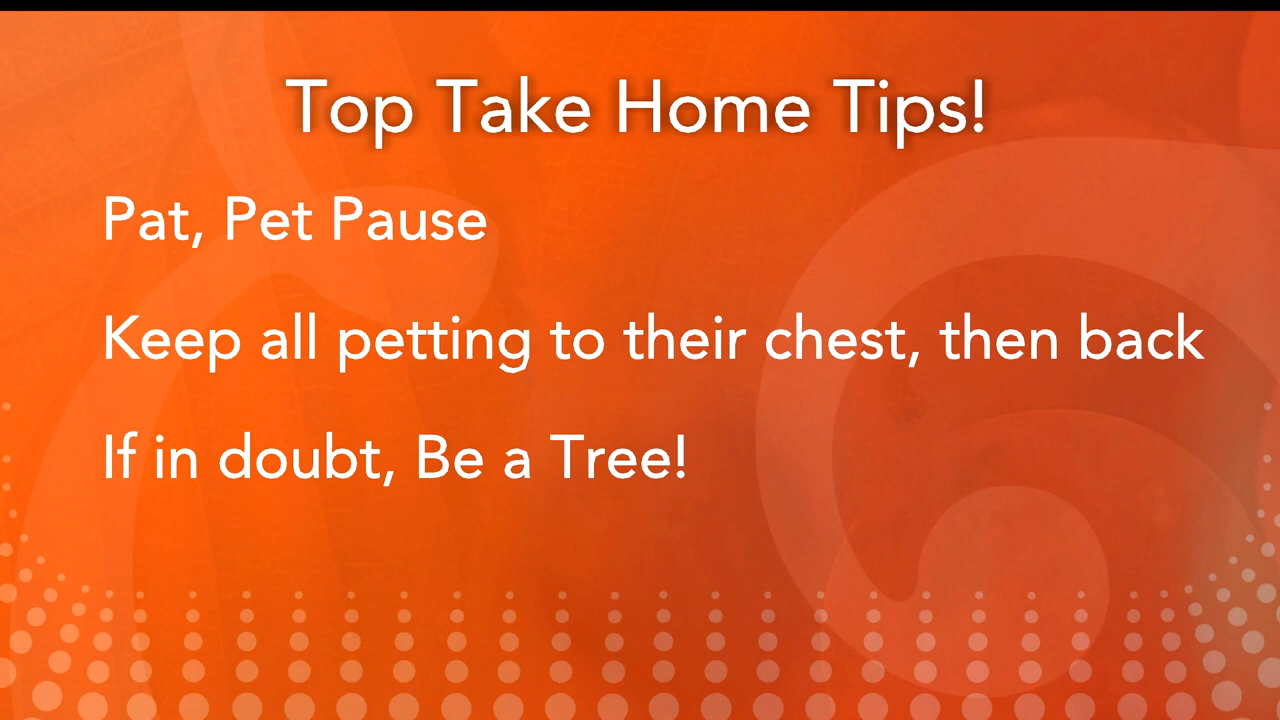 Top Take Home Tips!
Pat, Pet Pause
Keep all petting to their chest, then back
If in doubt, Be a Tree!